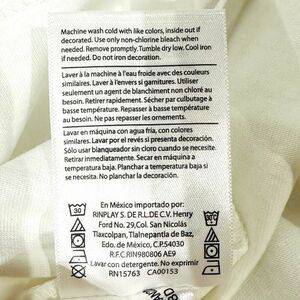 Machine wash cold with like colors, inside out if
decorated. Use only non-chlorine bleach when
needed. Remove promptly. Tumble dry low. Cool iron
if needed. Do not iron decoration.
Laver à la machine à l'eau froide avec des couleurs
similaires. Laver à l'envers si garniture. Utiliser
seulement un agent de blanchiment non chloré au
besoin. Retirer rapidement. Sécher par culbutage à
basse température. Repasser à basse température
au besoin. Ne pas repasser les ornements.
Lavar en máquina con agua fria, con colores
similares. Lavar por el revés si presenta decoración.
Sólo usar blanqueador sin cloro cuando se necesite.
Retirar inmediatamente. Secar en máquina a
temperatura baja. Planchar a temperatura baja si
se necesita. No planchar la decoración.
30
En México importado por:
RINPLAY S. DE R.L.DE C.V. Henry
Ford No. 29,Col. San Nicolás
Tlaxcolpan, Tlalnepantla de Baz,
Edo. de México, C.P.54030
R.F.C.RIN980806 AE9
Lavar con detergente. No exprimir
RN15763 CA00153